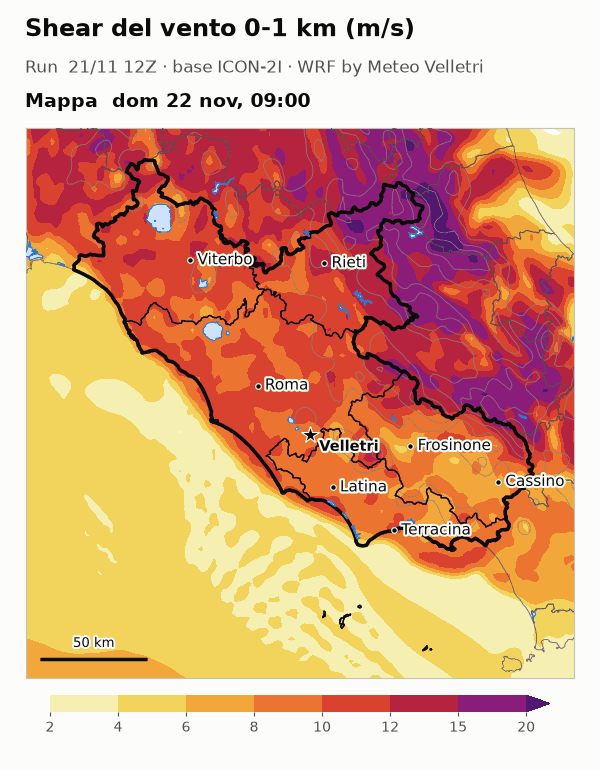 Shear del vento 0-1 km (m/s)
Run  21/11 12Z · base ICON-2I · WRF by Meteo Velletri
Mappa  dom 22 nov, 09:00
Viterbo
Rieti
Roma
Velletri
Frosinone
Latina
Cassino
Terracina
50 km
2 4 6 8 10 12 15 20